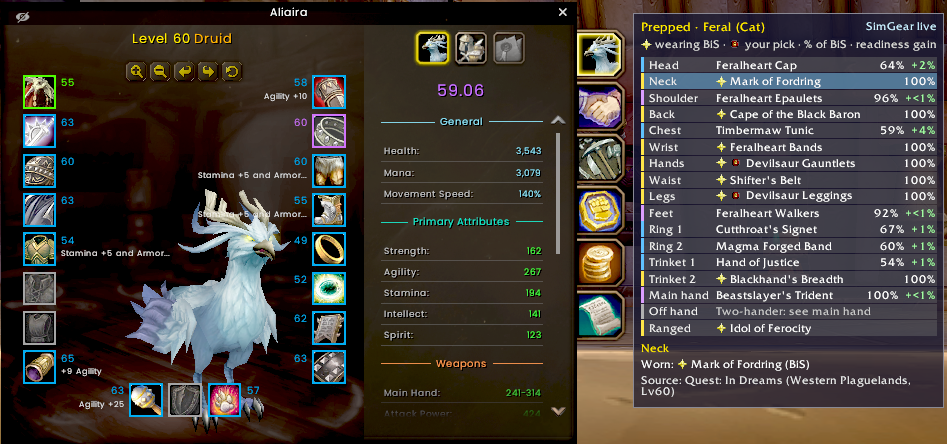 Aliaira
Level 60 Druid
55
63
60
63
54
Stamina +5 and Armor...
65
+9 Agility
58
Agility +10
60
60
Stamina +5 and Armor...
55
Stamina +5 and Armor...
49
52
62
63
63
Agility +25
57
59.06
General
Health: 3,543
Mana: 3,079
Movement Speed: 140%
Primary Attributes
Strength: 162
Agility: 267
Stamina: 194
Intellect: 141
Spirit: 123
Weapons
Main Hand: 241-314
Attack Power: 424
Prepped · Feral (Cat) SimGear live
wearing BiS · your pick · % of BiS · readiness gain
Head Feralheart Cap 64% +2%
Neck Mark of Fordring 100%
Shoulder Feralheart Epaulets 96% +<1%
Back Cape of the Black Baron 100%
Chest Timbermaw Tunic 59% +4%
Wrist Feralheart Bands 100%
Hands Devilsaur Gauntlets 100%
Waist Shifter's Belt 100%
Legs Devilsaur Leggings 100%
Feet Feralheart Walkers 92% +<1%
Ring 1 Cutthroat's Signet 67% +1%
Ring 2 Magma Forged Band 60% +1%
Trinket 1 Hand of Justice 54% +1%
Trinket 2 Blackhand's Breadth 100%
Main hand Beastslayer's Trident 100% +<1%
Off hand Two-hander: see main hand
Ranged Idol of Ferocity
Neck
Worn: Mark of Fordring (BiS)
Source: Quest: In Dreams (Western Plaguelands,
Lv60)